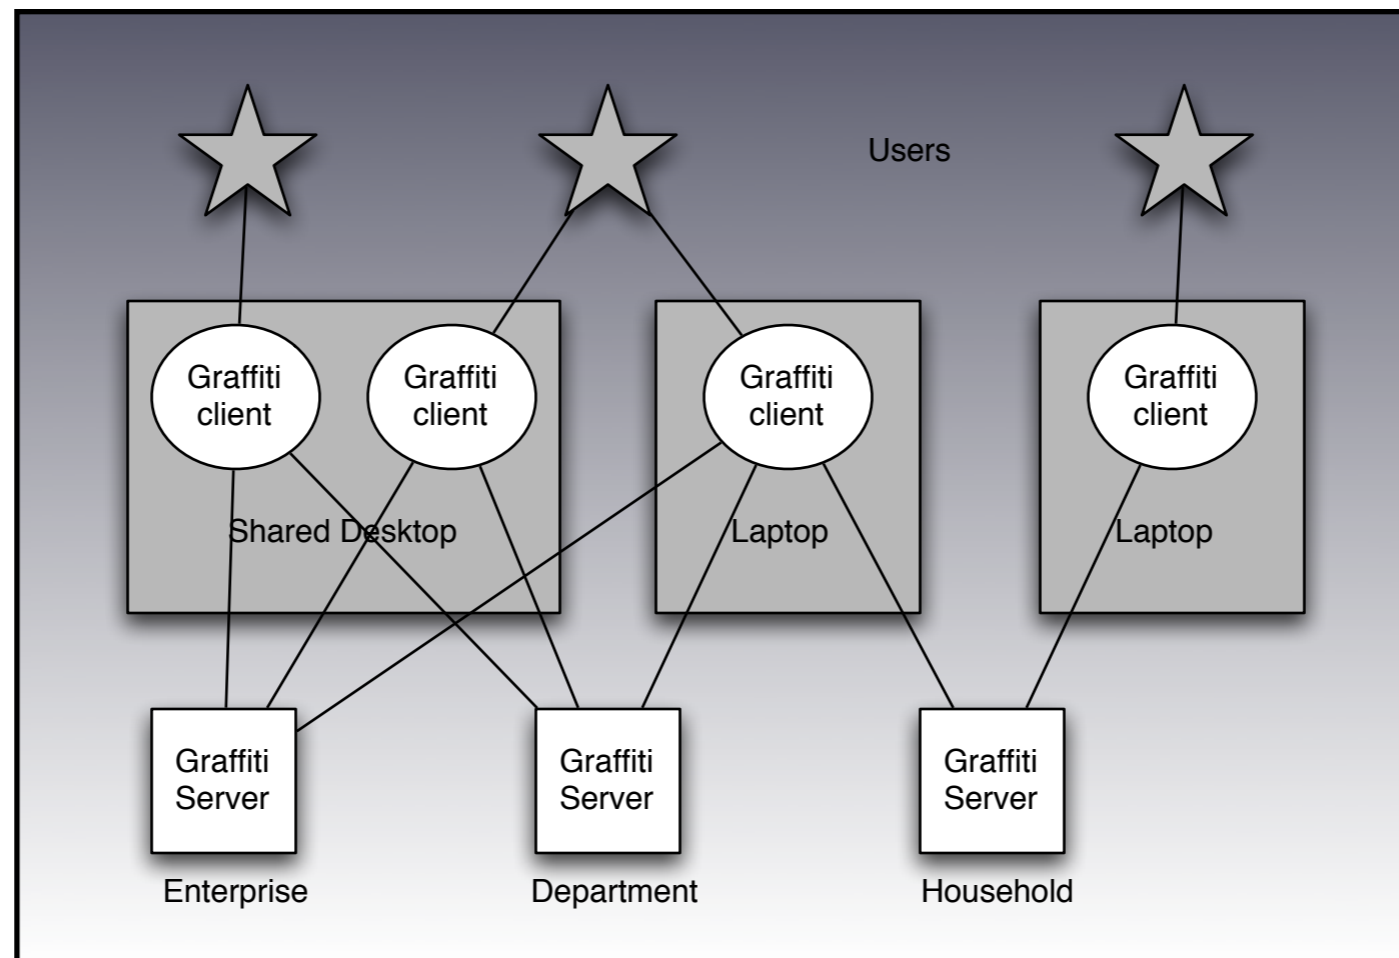 Users
Graffiti
client
Graffiti
client
Graffiti
client
Graffiti
client
Shared Desktop
Laptop
Laptop
Graffiti
Server
Graffiti
Server
Graffiti
Server
Enterprise
Department
Household